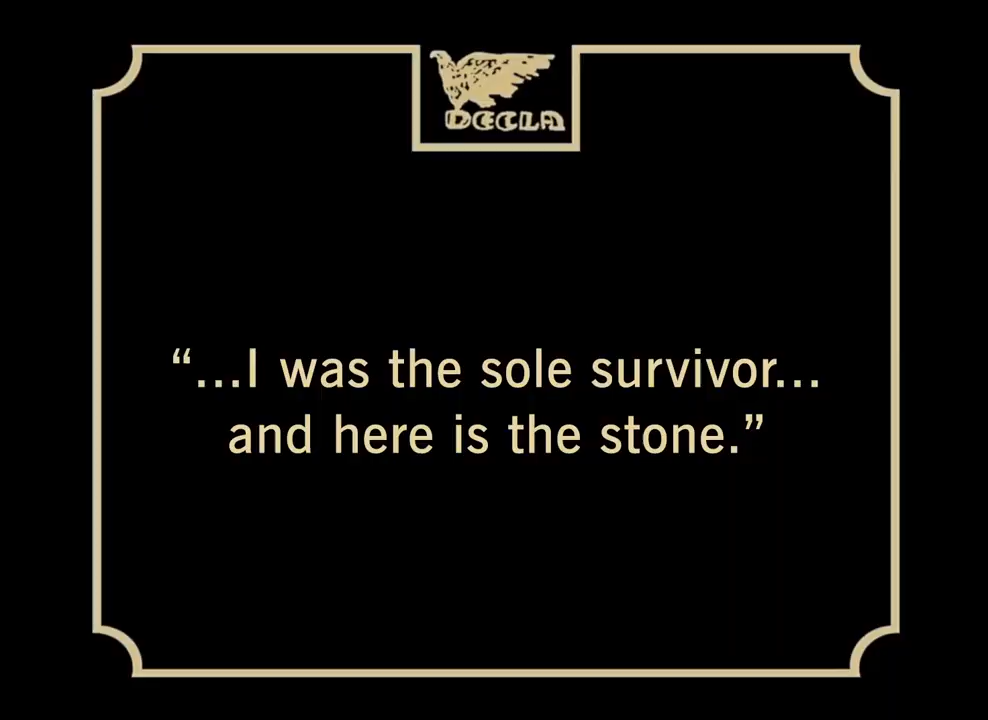 DECLA
“...I was the sole survivor...
and here is the stone.”